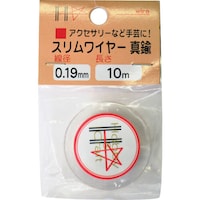 アクセサリーなど手芸に!
スリムワイヤー 真鍮
線径 長さ
0.19mm 10m